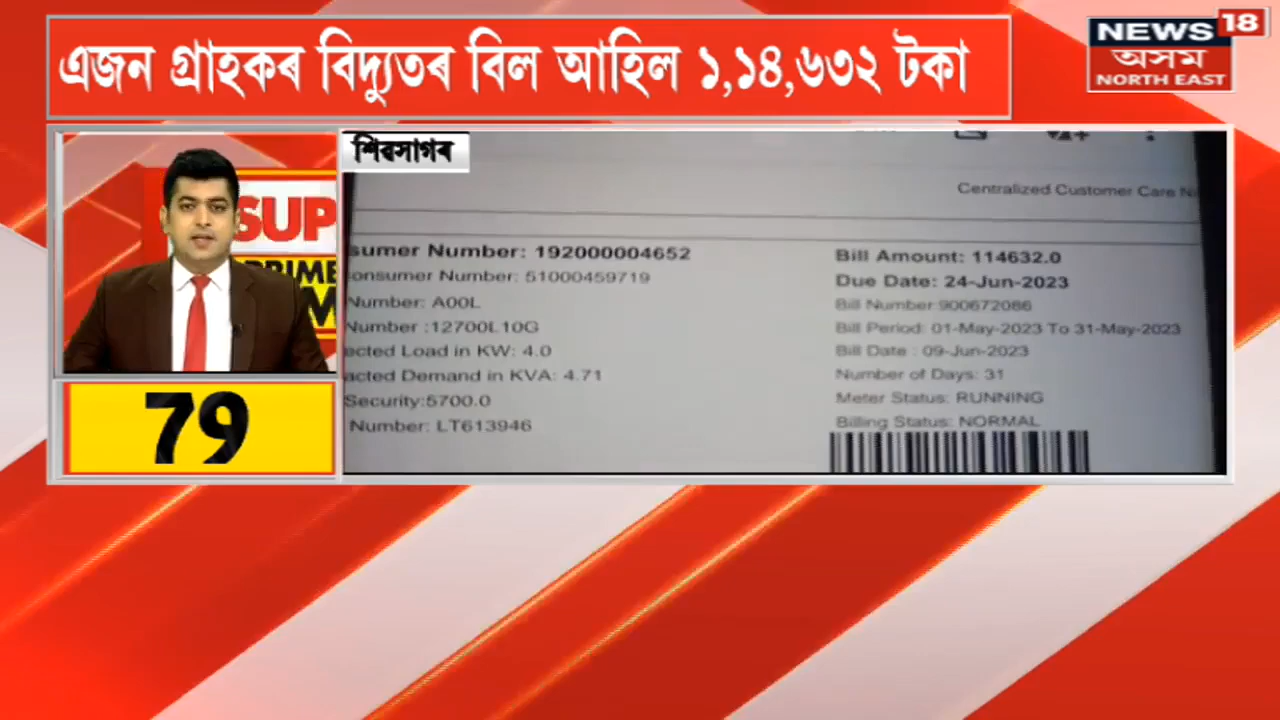 এজন গ্ৰাহকৰ বিদ্যুতৰ বিল আহিল ১,১৪,৬৩২ টকা
NEWS 18
অসম
NORTH EAST
শিৱসাগৰ
SUP
PRIME
79
Centralized Customer Care
sumer Number: 192000004652
onsumer Number: 51000459719
Number: A00L
Number :12700L10G
ected Load in KW: 4.0
acted Demand in KVA: 4.71
Security:5700.0
Number: LT613946
Bill Amount: 114632.0
Due Date: 24-Jun-2023
Bill Number:900672086
Bill Period: 01-May-2023 To 31-May-2023
Bill Date : 09-Jun-2023
Number of Days: 31
Meter Status: RUNNING
Billing Status: NORMAL